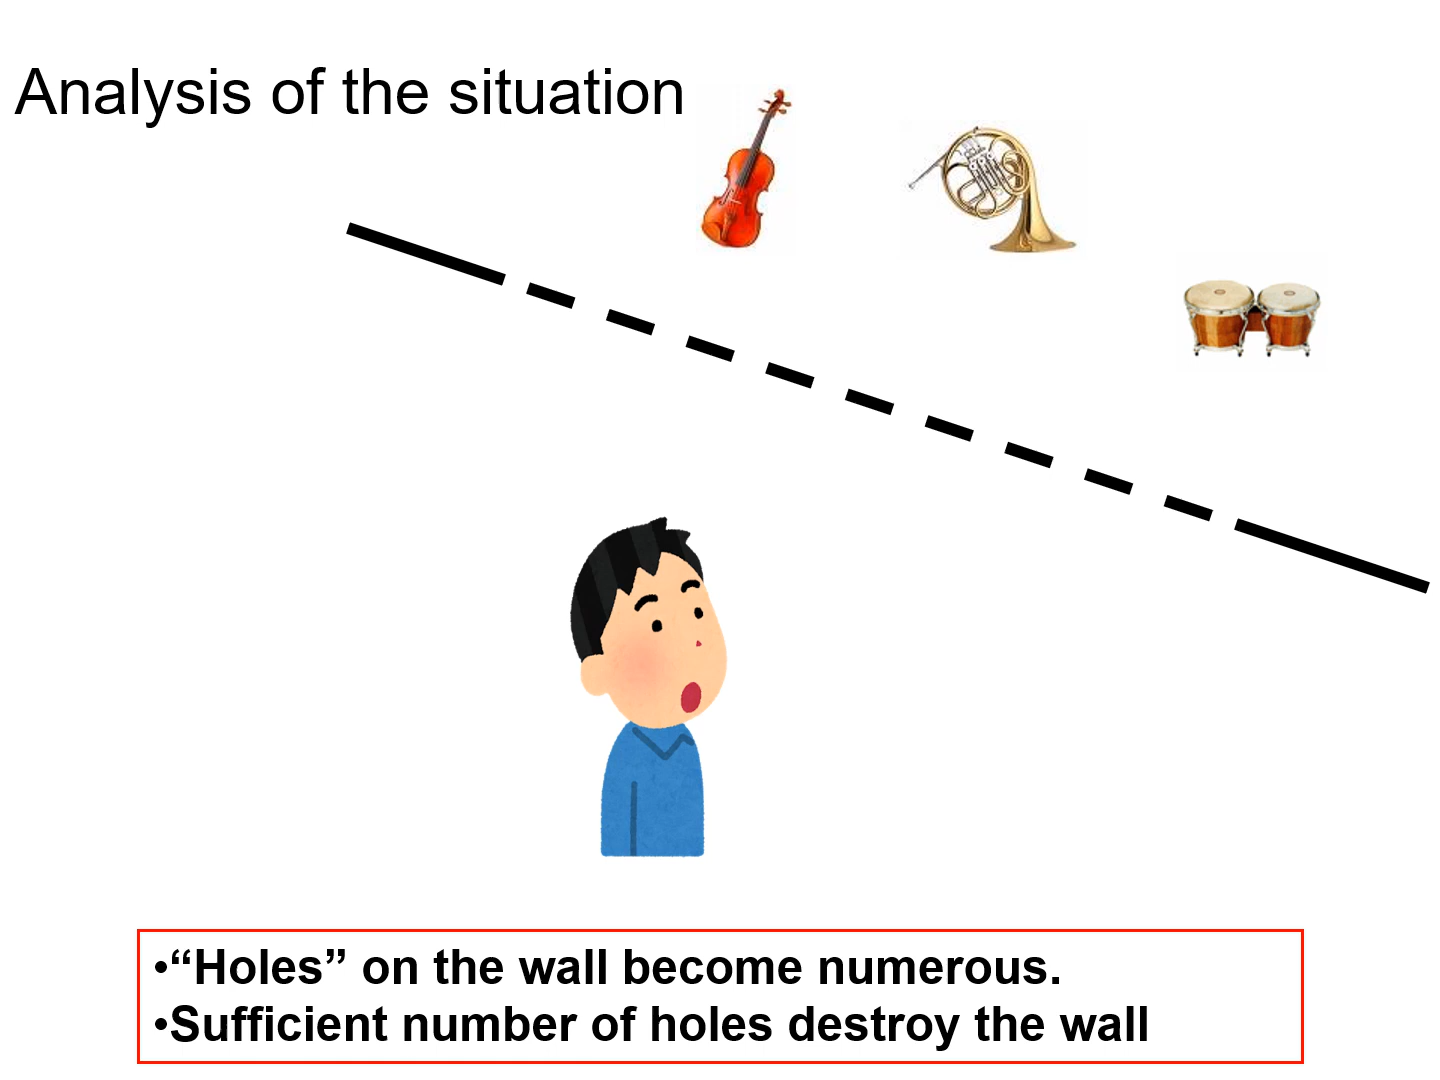 Analysis of the situation
•“Holes” on the wall become numerous.
•Sufficient number of holes destroy the wall